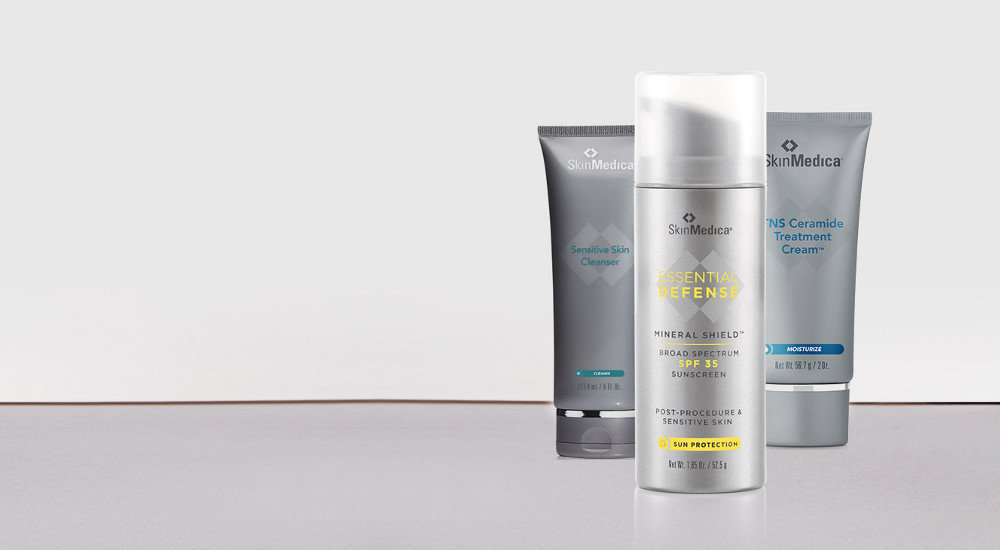 SkinMedica
Sensitive Skin
Cleanser
CLEANSE
SkinMedica®
ESSENTIAL
DEFENSE
MINERAL SHIELD™
BROAD SPECTRUM
SPF 35
SUNSCREEN
POST-PROCEDURE &
SENSITIVE SKIN
SUN PROTECTION
Net Wt. 1.85 Oz. / 52.5 g
SkinMedica®
TNS Ceramide
Treatment
Cream™
MOISTURIZE
Net Wt. 56.7 g / 2 Oz.